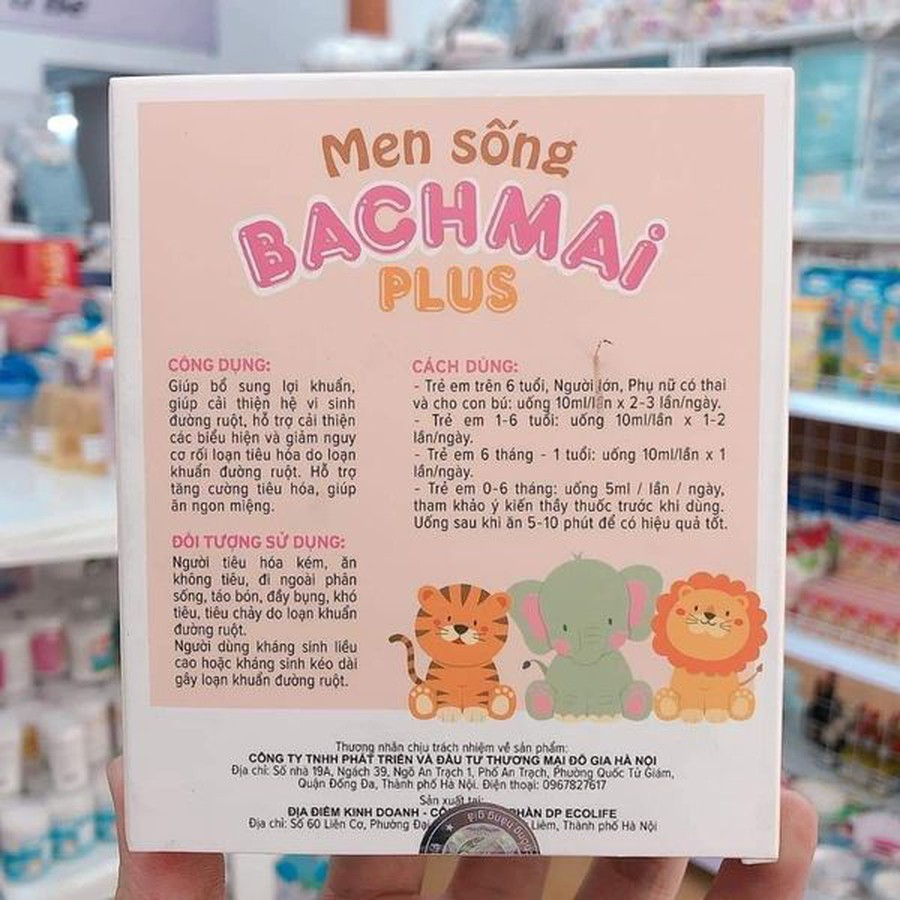 Men sống
BACHMAI
PLUS
CÔNG DỤNG:
Giúp bổ sung lợi khuẩn,
giúp cải thiện hệ vi sinh
đường ruột, hỗ trợ cải thiện
các biểu hiện và giảm nguy
cơ rối loạn tiêu hóa do loạn
khuẩn đường ruột. Hỗ trợ
tăng cường tiêu hóa, giúp
ăn ngon miệng.
ĐỐI TƯỢNG SỬ DỤNG:
Người tiêu hóa kém, ăn
không tiêu, đi ngoài phân
sống, táo bón, đầy bụng, khó
tiêu, tiêu chảy do loạn khuẩn
đường ruột.
Người dùng kháng sinh liều
cao hoặc kháng sinh kéo dài
gây loạn khuẩn đường ruột.
CÁCH DÙNG:
- Trẻ em trên 6 tuổi, Người lớn, Phụ nữ có thai
và cho con bú: uống 10ml/lần x 2-3 lần/ngày.
- Trẻ em 1-6 tuổi: uống 10ml/lần x 1-2
lần/ngày.
- Trẻ em 6 tháng - 1 tuổi: uống 10ml/lần x 1
lần/ngày.
- Trẻ em 0-6 tháng: uống 5ml / lần / ngày,
tham khảo ý kiến thầy thuốc trước khi dùng.
Uống sau khi ăn 5-10 phút để có hiệu quả tốt.
Thương nhân chịu trách nhiệm về sản phẩm:
CÔNG TY TNHH PHÁT TRIỂN VÀ ĐẦU TƯ THƯƠNG MẠI ĐỖ GIA HÀ NỘI
Địa chỉ: Số nhà 19A, Ngách 39, Ngõ An Trạch 1, Phố An Trạch, Phường Quốc Tử Giám,
Quận Đống Đa, Thành phố Hà Nội. Điện thoại: 0967827617
Sản xuất tại:
ĐỊA ĐIỂM KINH DOANH - PHẦN DP ECOLIFE
Địa chỉ: Số 60 Liên Cơ, Phường Đại Liêm, Thành phố Hà Nội